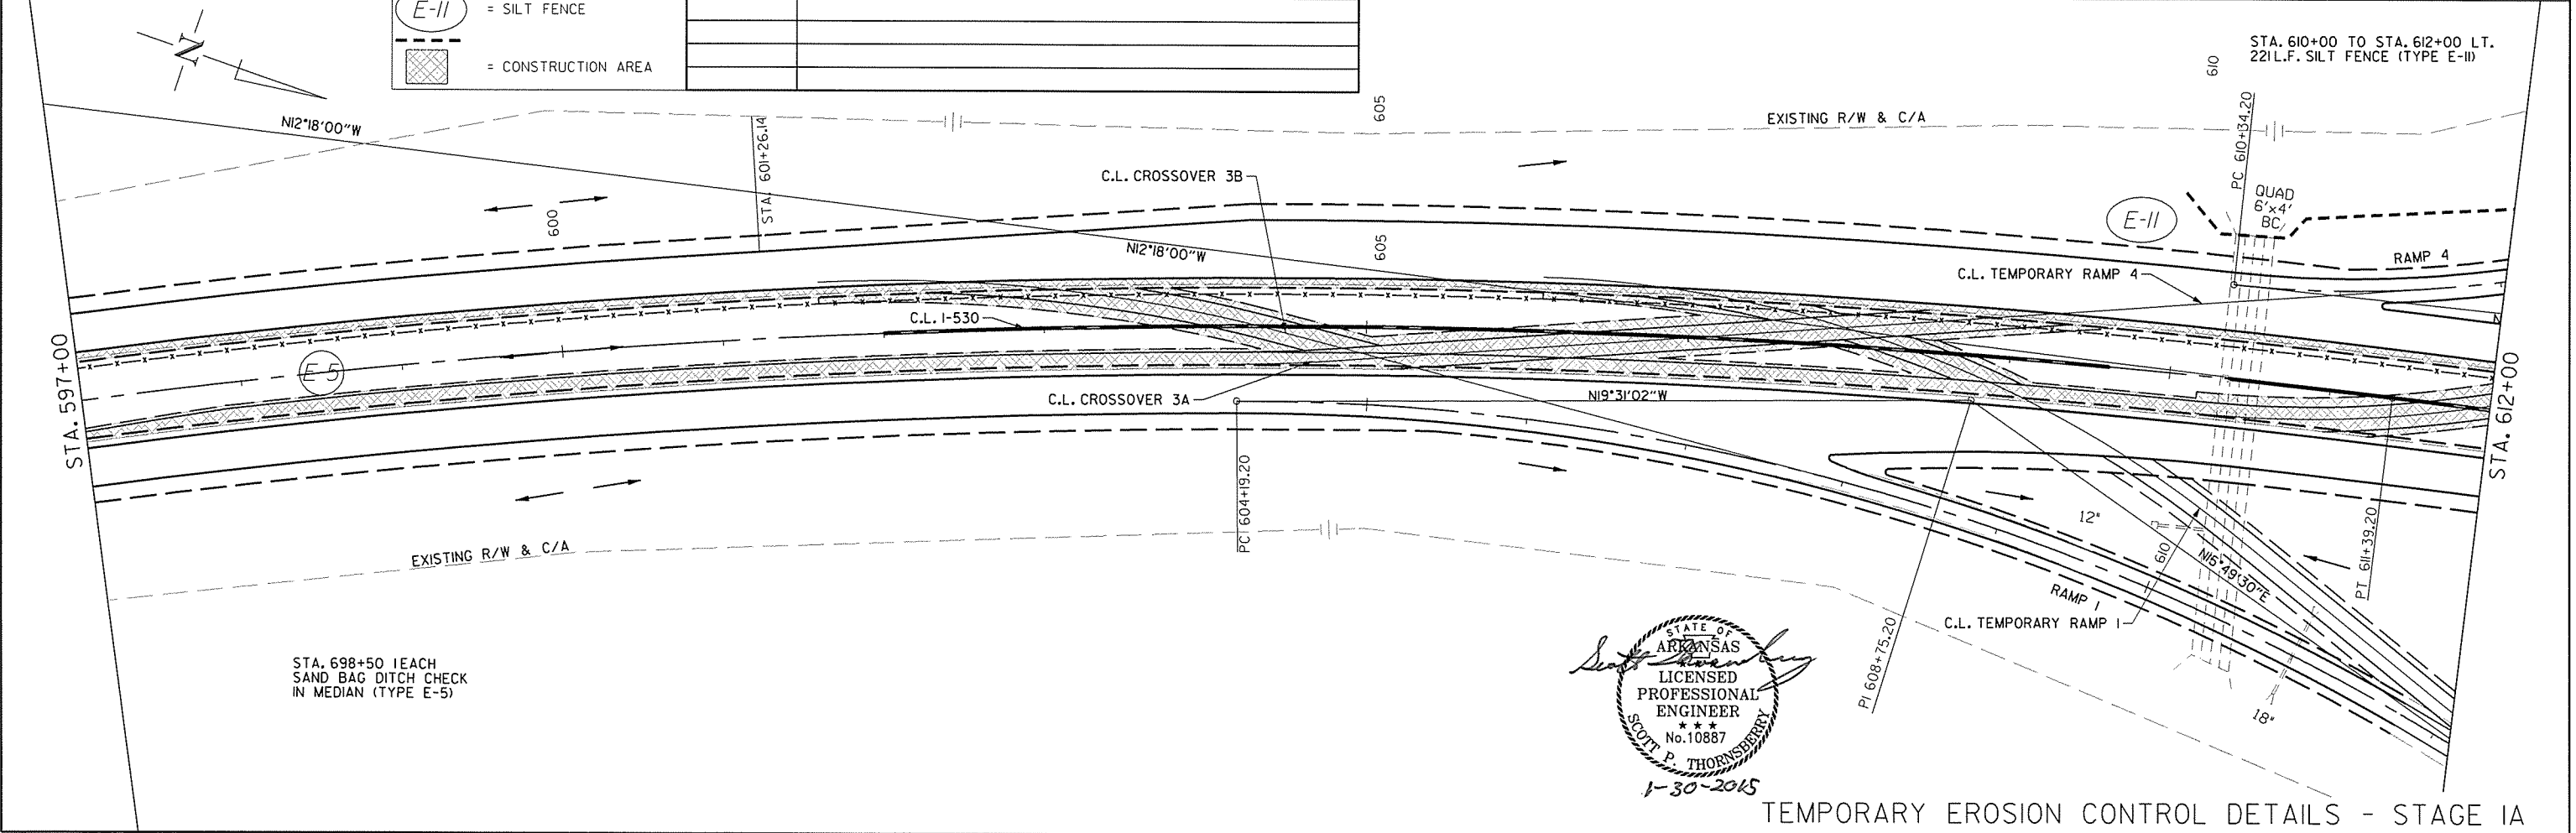 E-11 = SILT FENCE
= CONSTRUCTION AREA
N
STA. 610+00 TO STA. 612+00 LT.
221 L.F. SILT FENCE (TYPE E-11)
610
605
EXISTING R/W & C/A
N12°18'00"W
STA. 601+26.14
C.L. CROSSOVER 3B
PC 610+34.20
QUAD
6'x4'
BC
E-11
600
N12°18'00"W
605
RAMP 4
C.L. TEMPORARY RAMP 4
C.L. I-530
STA. 597+00
E-5
C.L. CROSSOVER 3A
N19°31'02"W
STA. 612+00
PC 604+19.20
12"
610
N15°49'30"E
PT 611+39.20
EXISTING R/W & C/A
RAMP 1
C.L. TEMPORARY RAMP 1
PI 608+75.20
18"
STA. 698+50 1 EACH
SAND BAG DITCH CHECK
IN MEDIAN (TYPE E-5)
STATE OF
ARKANSAS
LICENSED
PROFESSIONAL
ENGINEER
★★★
No. 10887
SCOTT P. THORNSBERRY
1-30-2015
TEMPORARY EROSION CONTROL DETAILS - STAGE 1A